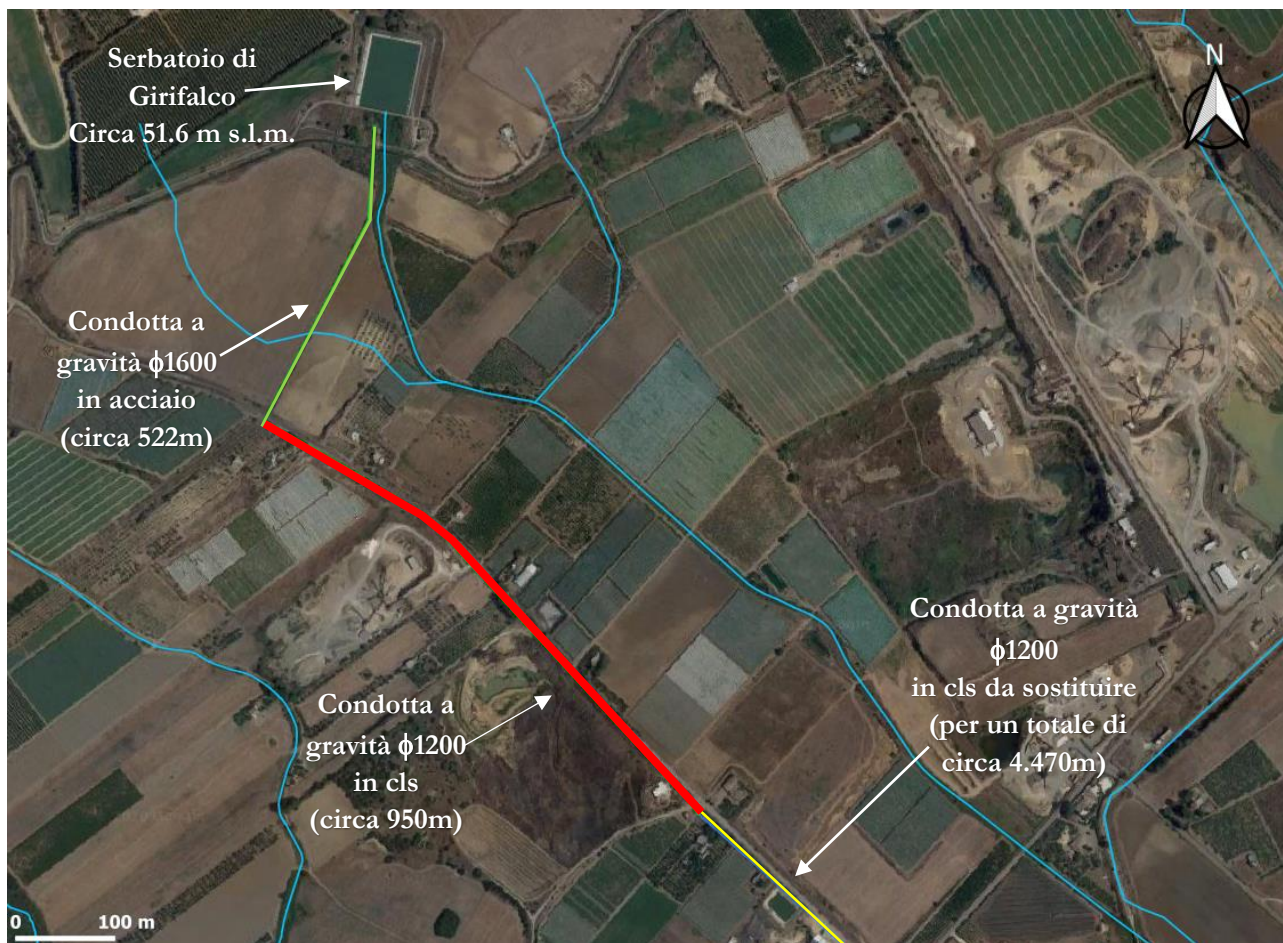 Serbatoio di
Girifalco
Circa 51.6 m s.l.m.
N
Condotta a
gravità ϕ1600
in acciaio
(circa 522m)
Condotta a gravità
ϕ1200
in cls da sostituire
(per un totale di
circa 4.470m)
Condotta a
gravità ϕ1200
in cls
(circa 950m)
0 100 m